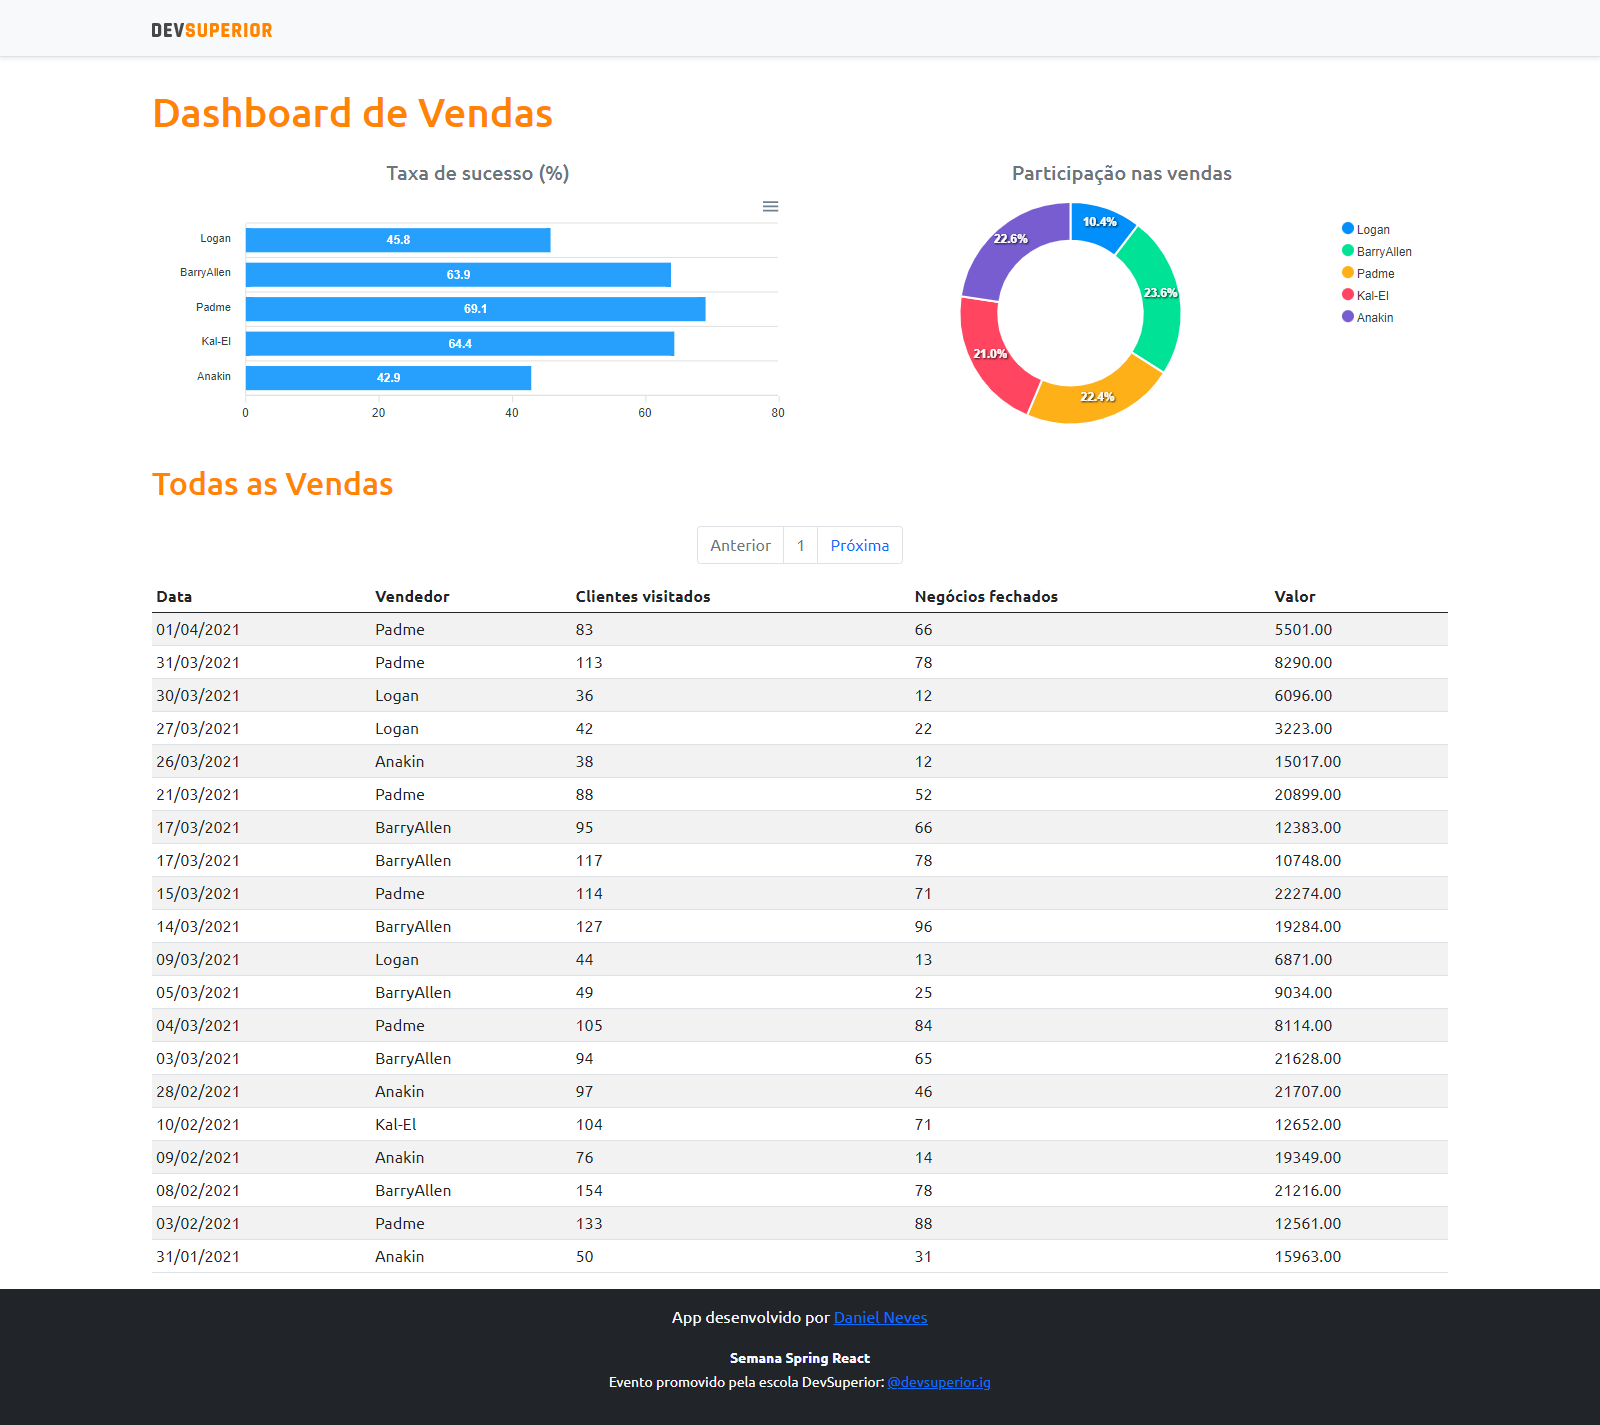 DEVSUPERIOR
Dashboard de Vendas
Taxa de sucesso (%)
Logan 45.8
BarryAllen 63.9
Padme 69.1
Kal-El 64.4
Anakin 42.9
0 20 40 60 80
Participação nas vendas
10.4%
23.6%
22.4%
21.0%
22.6%
Logan
BarryAllen
Padme
Kal-El
Anakin
Todas as Vendas
Anterior 1 Próxima
Data Vendedor Clientes visitados Negócios fechados Valor
01/04/2021 Padme 83 66 5501.00
31/03/2021 Padme 113 78 8290.00
30/03/2021 Logan 36 12 6096.00
27/03/2021 Logan 42 22 3223.00
26/03/2021 Anakin 38 12 15017.00
21/03/2021 Padme 88 52 20899.00
17/03/2021 BarryAllen 95 66 12383.00
17/03/2021 BarryAllen 117 78 10748.00
15/03/2021 Padme 114 71 22274.00
14/03/2021 BarryAllen 127 96 19284.00
09/03/2021 Logan 44 13 6871.00
05/03/2021 BarryAllen 49 25 9034.00
04/03/2021 Padme 105 84 8114.00
03/03/2021 BarryAllen 94 65 21628.00
28/02/2021 Anakin 97 46 21707.00
10/02/2021 Kal-El 104 71 12652.00
09/02/2021 Anakin 76 14 19349.00
08/02/2021 BarryAllen 154 78 21216.00
03/02/2021 Padme 133 88 12561.00
31/01/2021 Anakin 50 31 15963.00
App desenvolvido por Daniel Neves
Semana Spring React
Evento promovido pela escola DevSuperior: @devsuperior.ig